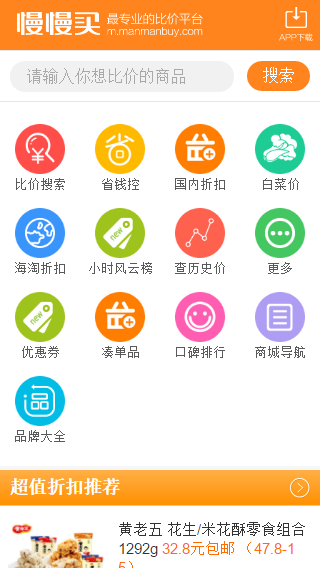 慢慢买 最专业的比价平台
m.manmanbuy.com
APP下载
请输入你想比价的商品 搜索
比价搜索 省钱控 国内折扣 白菜价
海淘折扣 小时风云榜 查历史价 更多
优惠券 凑单品 口碑排行 商城导航
品牌大全
超值折扣推荐
黄老五 花生/米花酥零食组合
1292g 32.8元包邮（47.8-1
5）